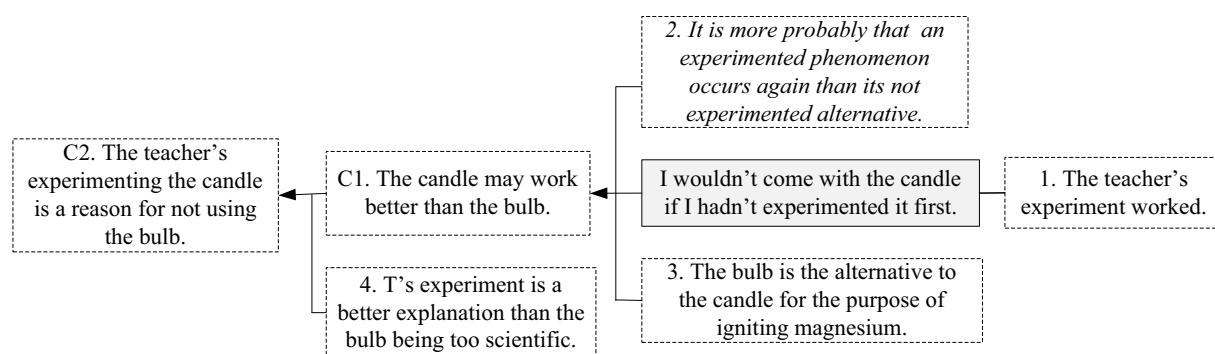 2. It is more probably that an
experimented phenomenon
occurs again than its not
experimented alternative.
C2. The teacher’s
experimenting the candle
is a reason for not using
the bulb.
C1. The candle may work
better than the bulb.
I wouldn’t come with the candle
if I hadn’t experimented it first.
1. The teacher’s
experiment worked.
4. T’s experiment is a
better explanation than the
bulb being too scientific.
3. The bulb is the alternative to
the candle for the purpose of
igniting magnesium.